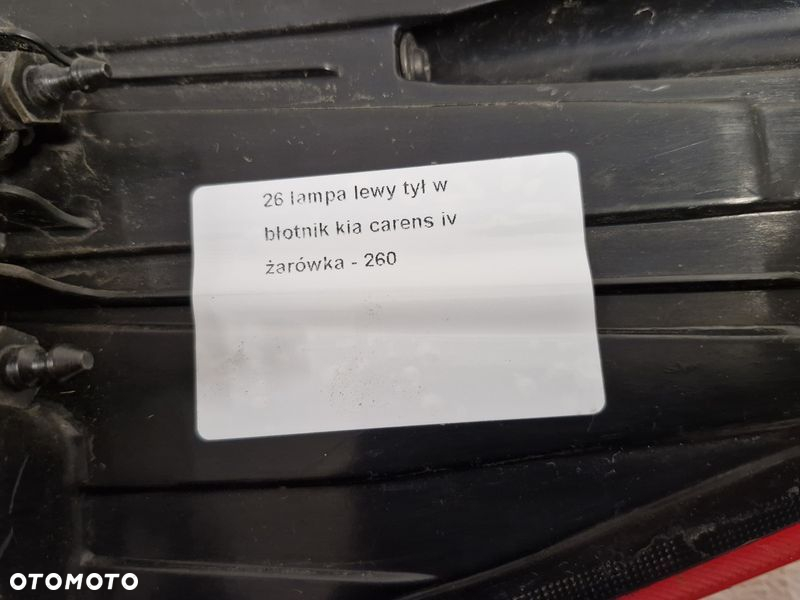 26 lampa lewy tył w
błotnik kia carens iv
żarówka - 260
OTOMOTO